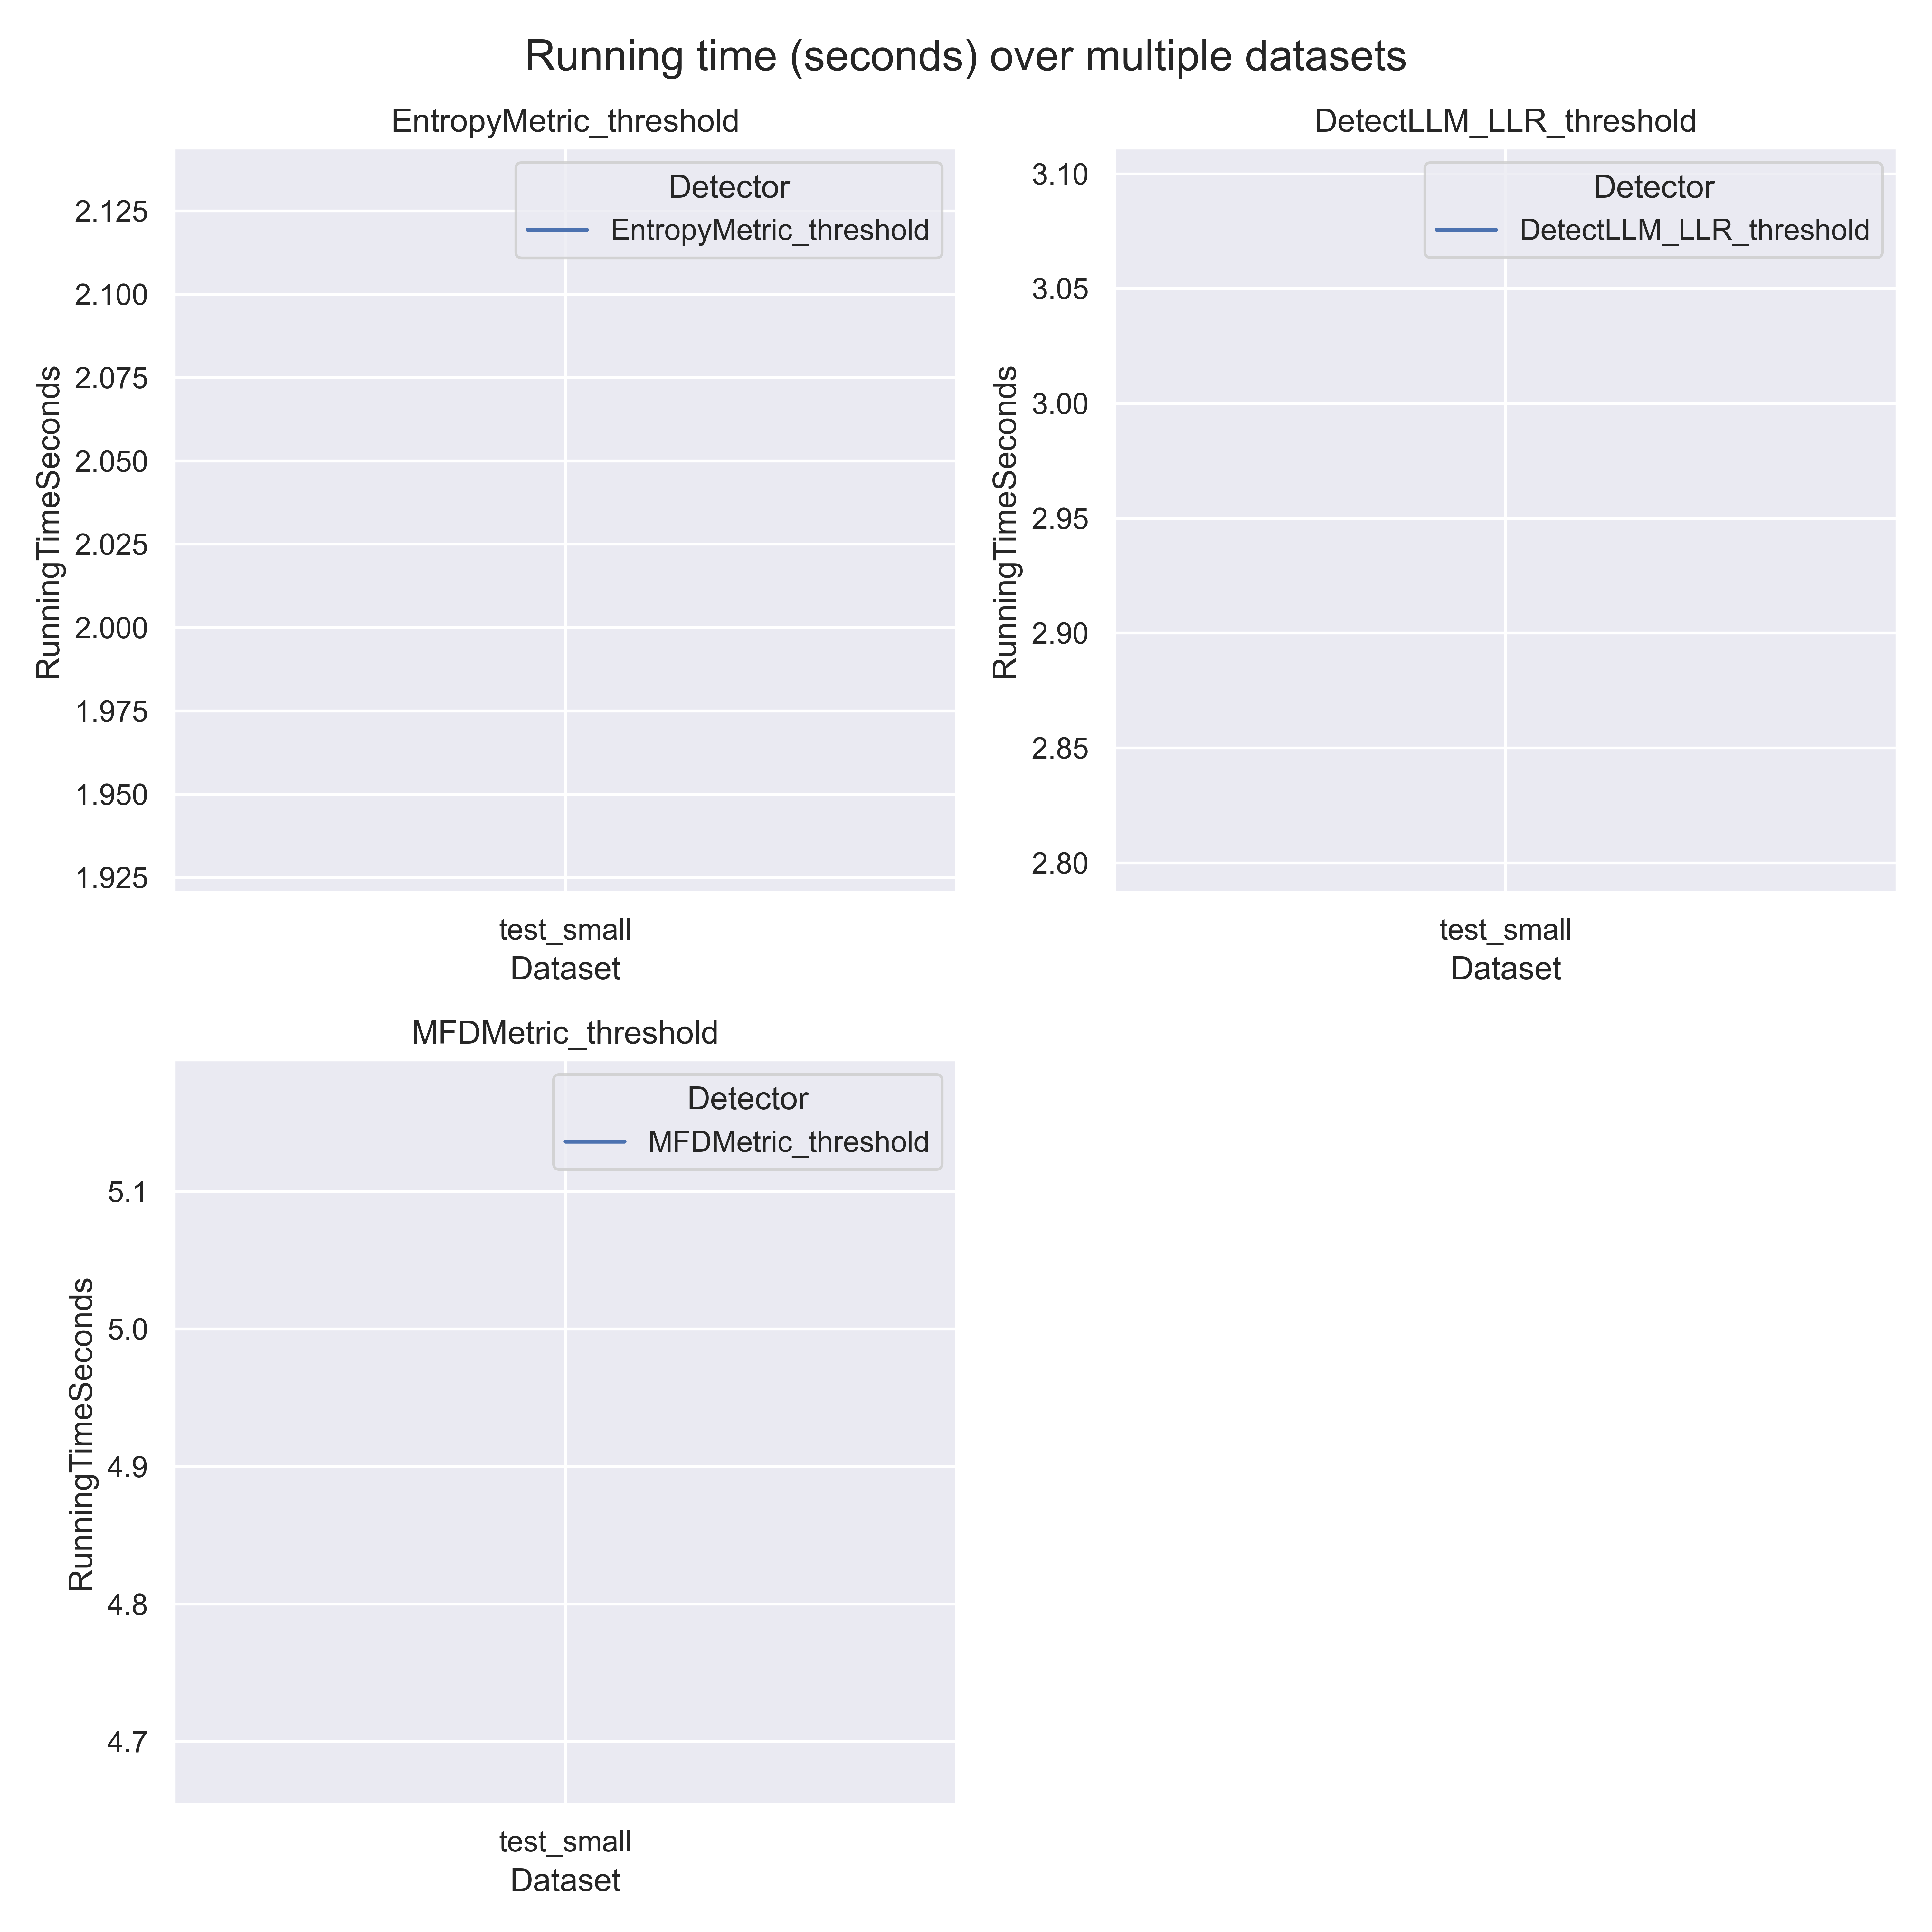 Running time (seconds) over multiple datasets
EntropyMetric_threshold
Detector
EntropyMetric_threshold
2.125
2.100
2.075
2.050
2.025
2.000
1.975
1.950
1.925
RunningTimeSeconds
test_small
Dataset
DetectLLM_LLR_threshold
Detector
DetectLLM_LLR_threshold
3.10
3.05
3.00
2.95
2.90
2.85
2.80
RunningTimeSeconds
test_small
Dataset
MFDMetric_threshold
Detector
MFDMetric_threshold
5.1
5.0
4.9
4.8
4.7
RunningTimeSeconds
test_small
Dataset